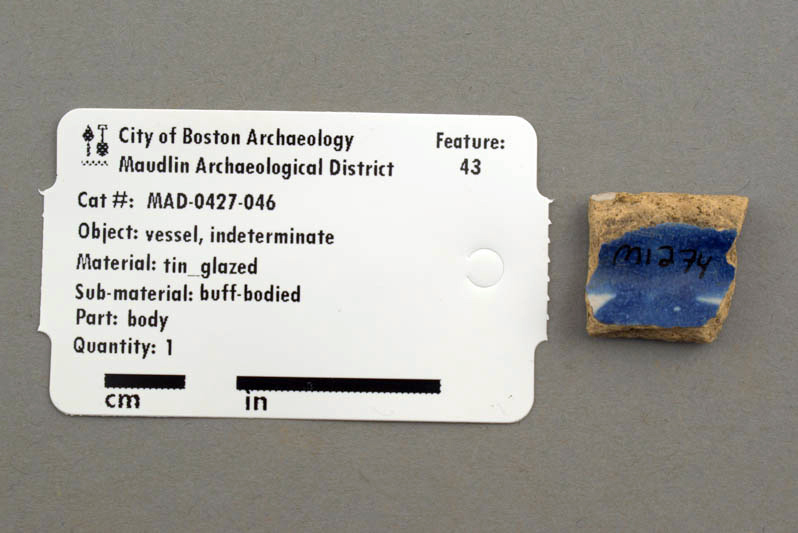 City of Boston Archaeology
Maudlin Archaeological District
Feature:
43
Cat #: MAD-0427-046
Object: vessel, indeterminate
Material: tin_glazed
Sub-material: buff-bodied
Part: body
Quantity: 1
cm
in
M1274